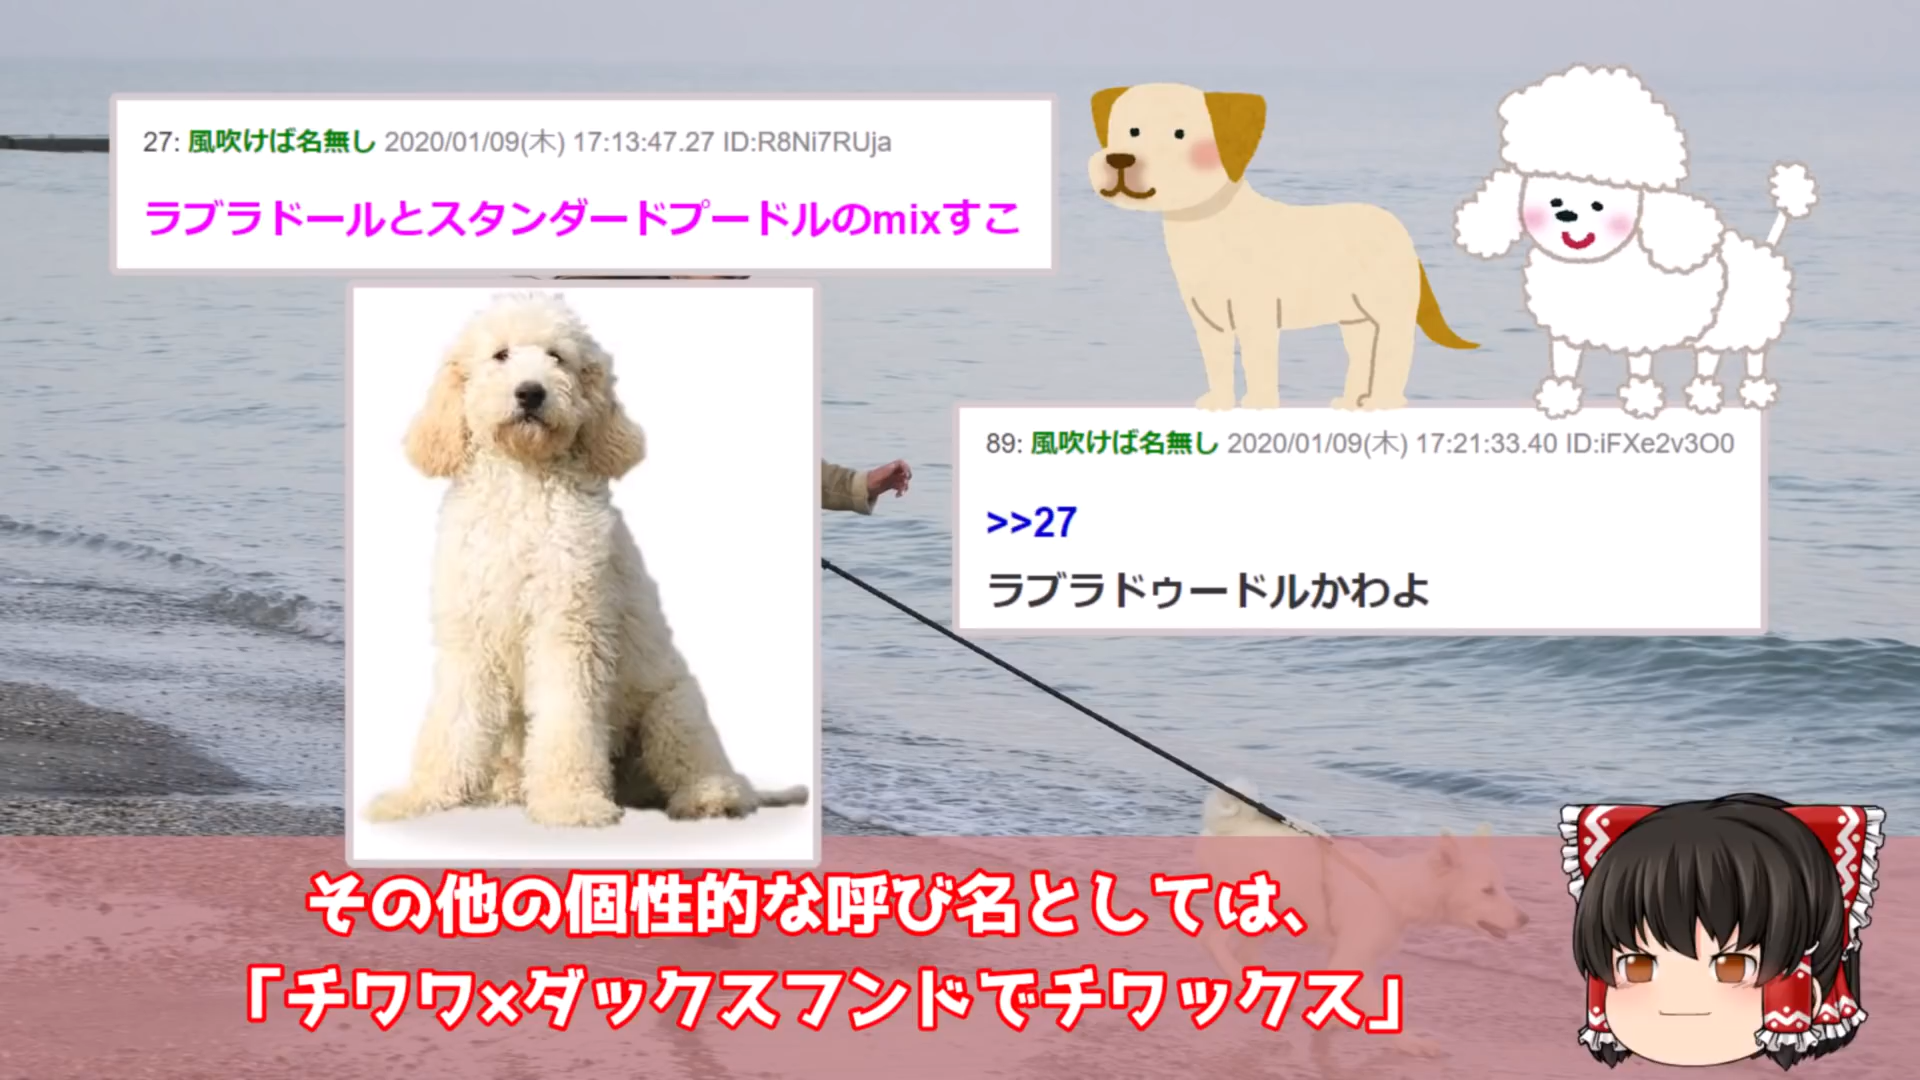 27: 風吹けば名無し 2020/01/09(木) 17:13:47.27 ID:R8Ni7RUja
ラブラドールとスタンダードプードルのmixすこ
89: 風吹けば名無し 2020/01/09(木) 17:21:33.40 ID:iFXe2v3O0
>>27
ラブラドゥードルかわよ
その他の個性的な呼び名としては、
「チワワ×ダックスフンドでチワックス」